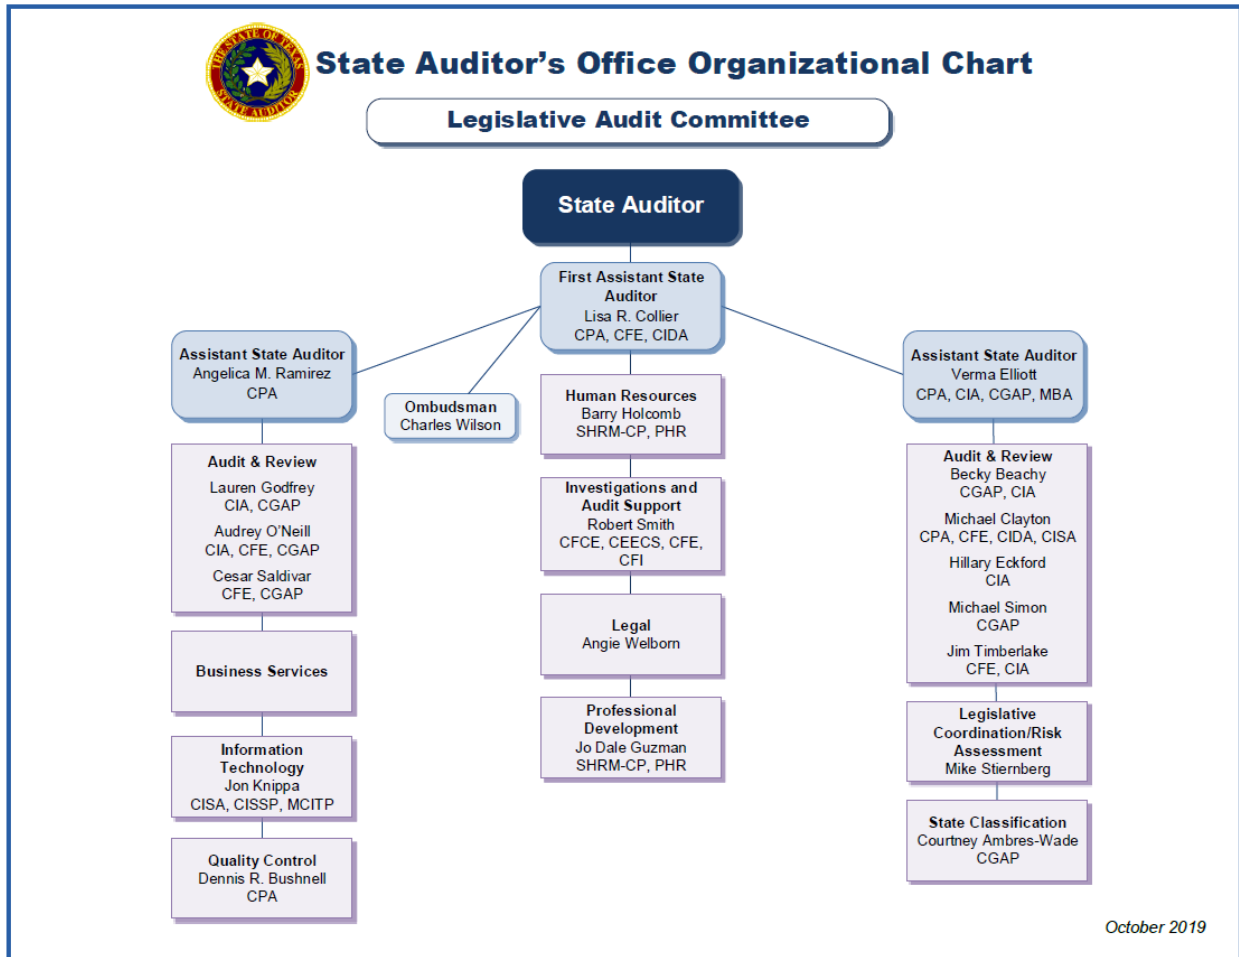 THE STATE OF TEXAS
STATE AUDITOR
State Auditor's Office Organizational Chart
Legislative Audit Committee
State Auditor
First Assistant State
Auditor
Lisa R. Collier
CPA, CFE, CIDA
Assistant State Auditor
Angelica M. Ramirez
CPA
Ombudsman
Charles Wilson
Assistant State Auditor
Verma Elliott
CPA, CIA, CGAP, MBA
Audit & Review
Lauren Godfrey
CIA, CGAP
Audrey O'Neill
CIA, CFE, CGAP
Cesar Saldivar
CFE, CGAP
Business Services
Information
Technology
Jon Knippa
CISA, CISSP, MCITP
Quality Control
Dennis R. Bushnell
CPA
Human Resources
Barry Holcomb
SHRM-CP, PHR
Investigations and
Audit Support
Robert Smith
CFCE, CEECS, CFE,
CFI
Legal
Angie Welborn
Professional
Development
Jo Dale Guzman
SHRM-CP, PHR
Audit & Review
Becky Beachy
CGAP, CIA
Michael Clayton
CPA, CFE, CIDA, CISA
Hillary Eckford
CIA
Michael Simon
CGAP
Jim Timberlake
CFE, CIA
Legislative
Coordination/Risk
Assessment
Mike Stiernberg
State Classification
Courtney Ambres-Wade
CGAP
October 2019